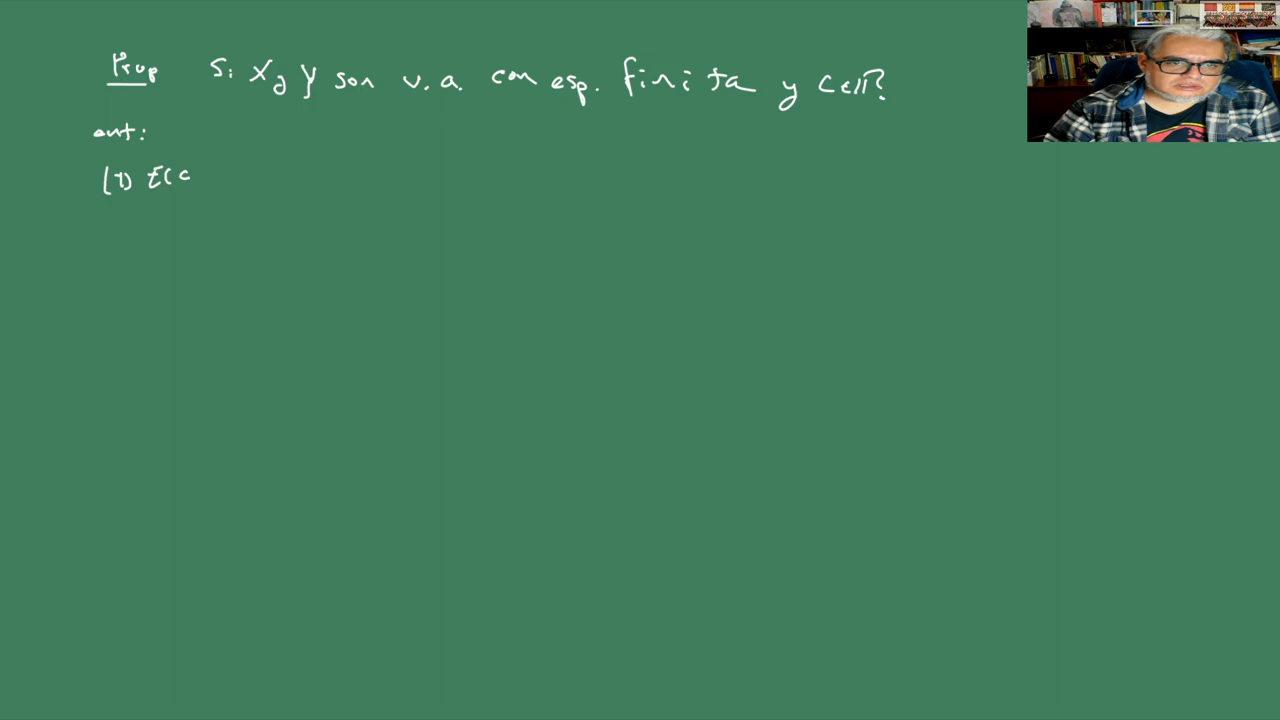 Prop Si X y Y son v.a. con esp. finita y c∈ℝ
ent:
(1) E(c